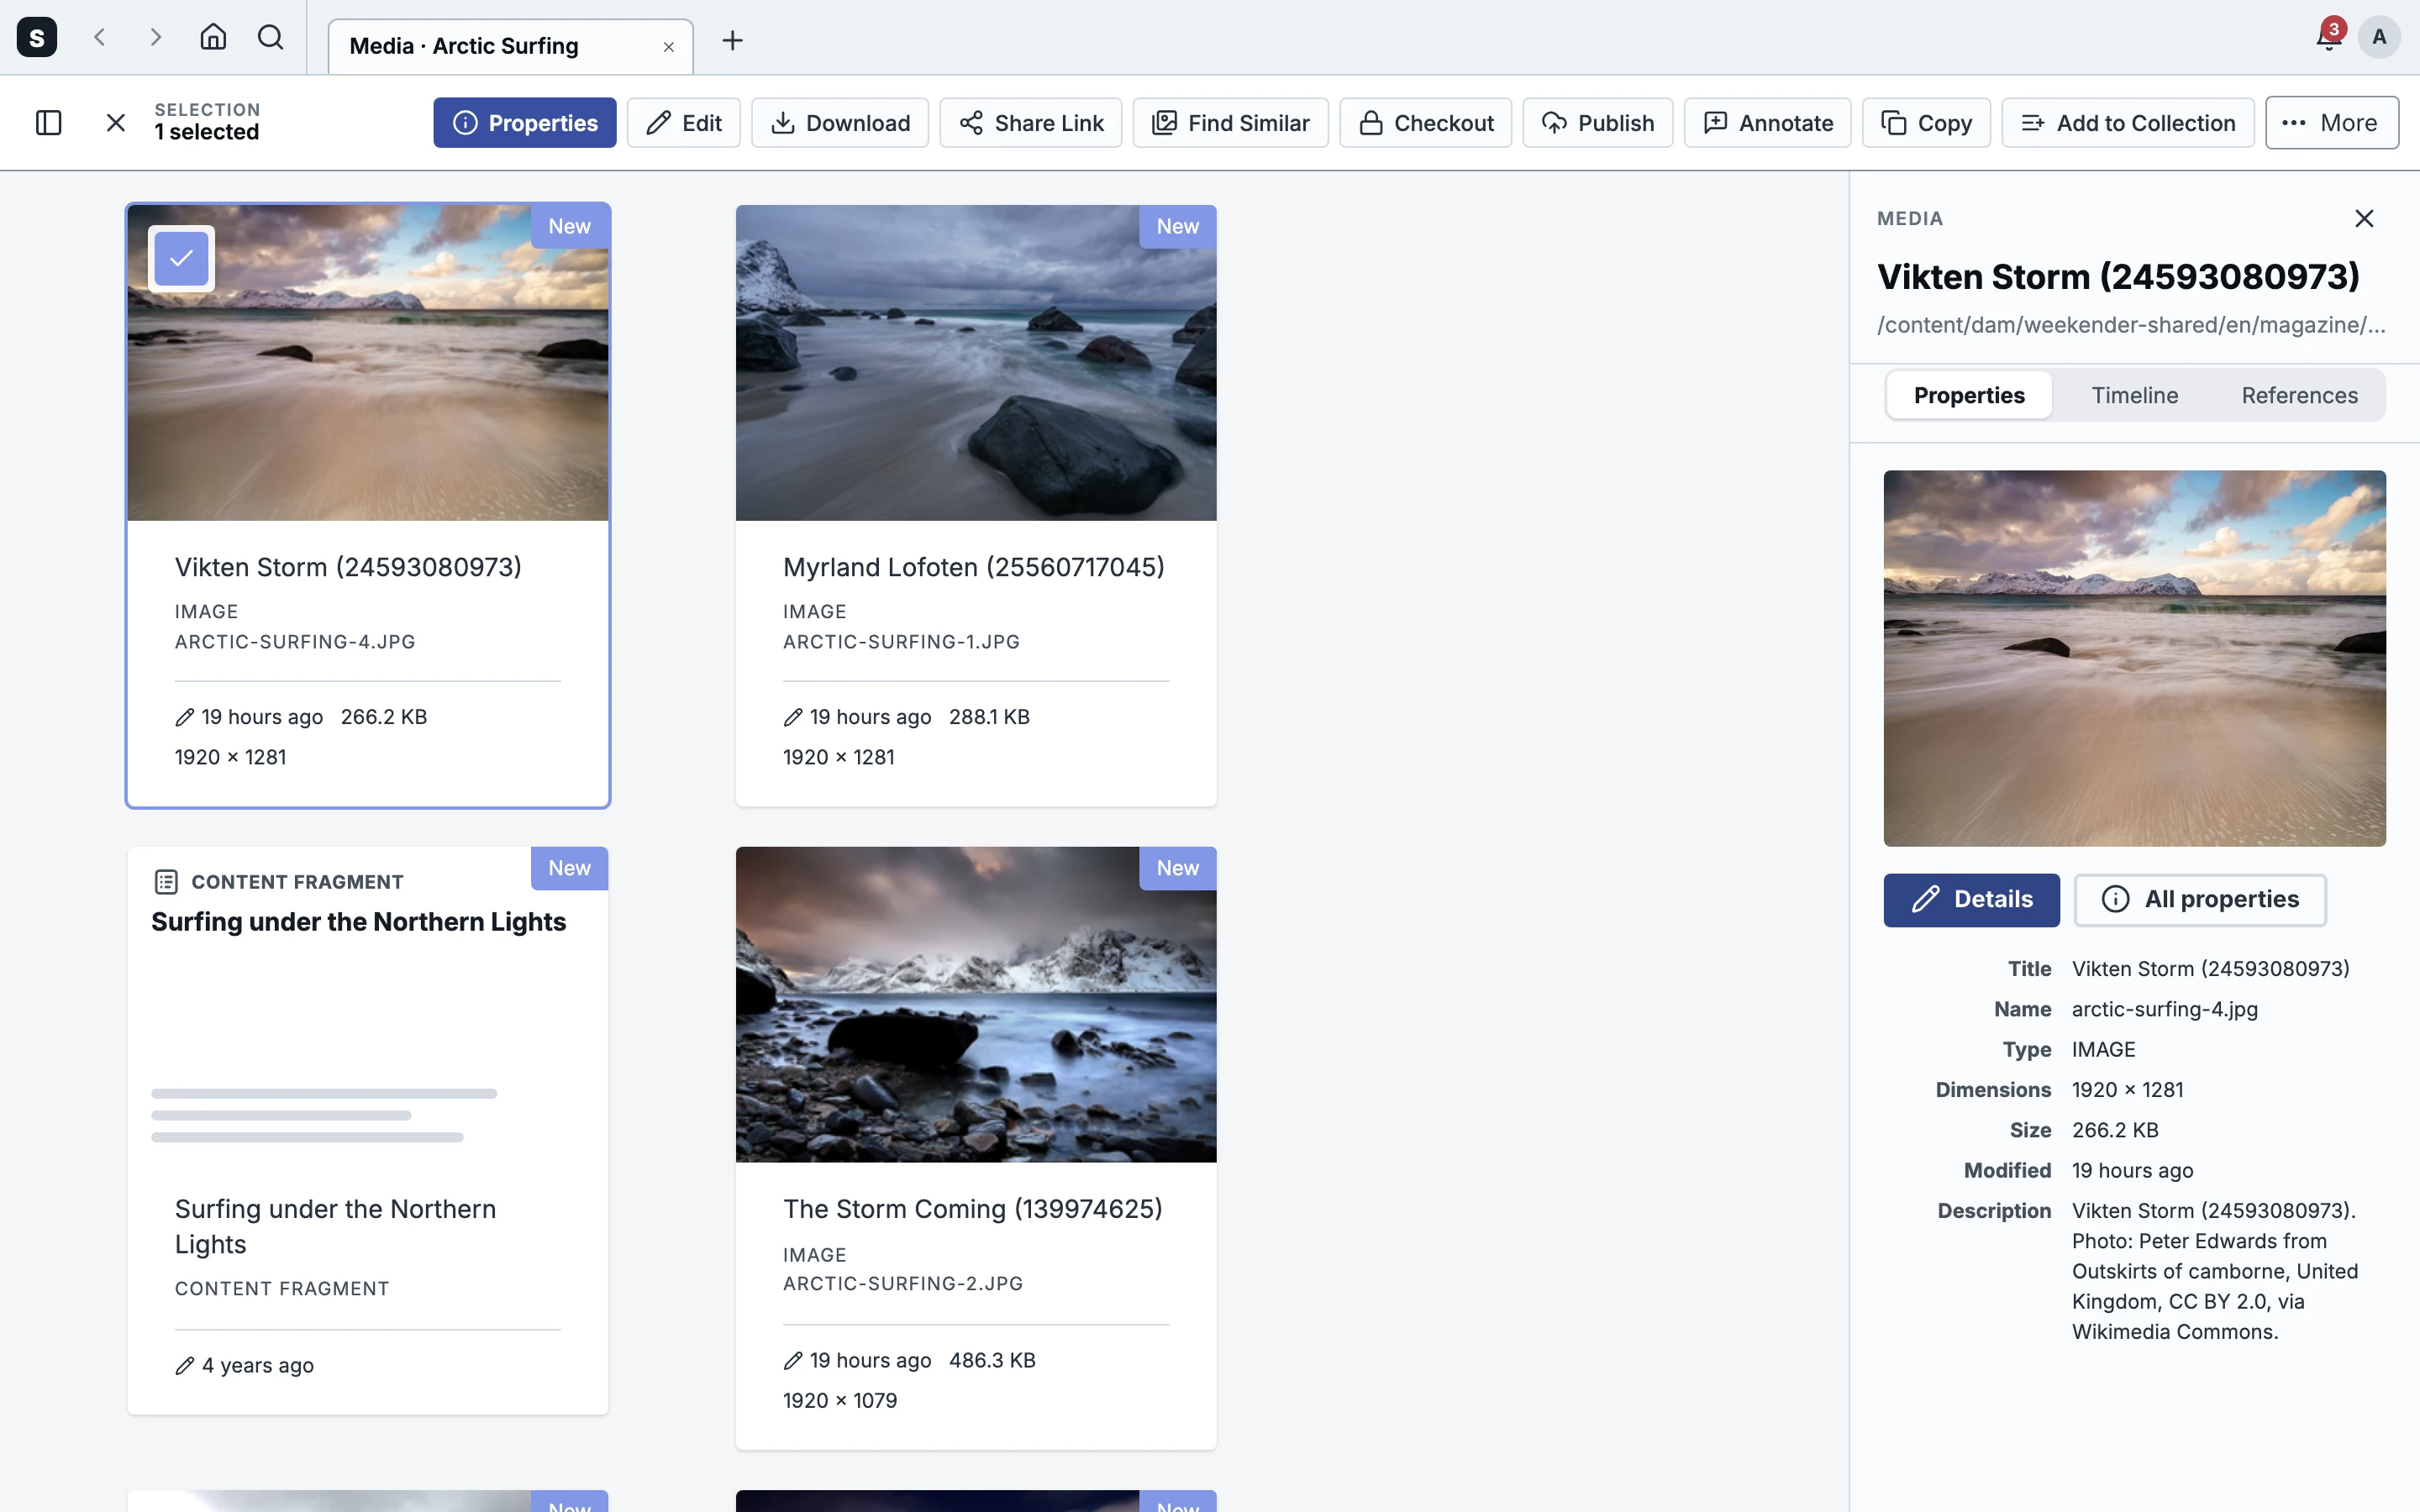 S
Media · Arctic Surfing
3
A
SELECTION
1 selected
Properties
Edit
Download
Share Link
Find Similar
Checkout
Publish
Annotate
Copy
Add to Collection
More
New
Vikten Storm (24593080973)
IMAGE
ARCTIC-SURFING-4.JPG
19 hours ago 266.2 KB
1920 × 1281
New
Myrland Lofoten (25560717045)
IMAGE
ARCTIC-SURFING-1.JPG
19 hours ago 288.1 KB
1920 × 1281
New
CONTENT FRAGMENT
Surfing under the Northern Lights
Surfing under the Northern
Lights
CONTENT FRAGMENT
4 years ago
New
The Storm Coming (139974625)
IMAGE
ARCTIC-SURFING-2.JPG
19 hours ago 486.3 KB
1920 × 1079
New
New
MEDIA
Vikten Storm (24593080973)
/content/dam/weekender-shared/en/magazine/...
Properties
Timeline
References
Details
All properties
Title Vikten Storm (24593080973)
Name arctic-surfing-4.jpg
Type IMAGE
Dimensions 1920 × 1281
Size 266.2 KB
Modified 19 hours ago
Description Vikten Storm (24593080973).
Photo: Peter Edwards from
Outskirts of camborne, United
Kingdom, CC BY 2.0, via
Wikimedia Commons.